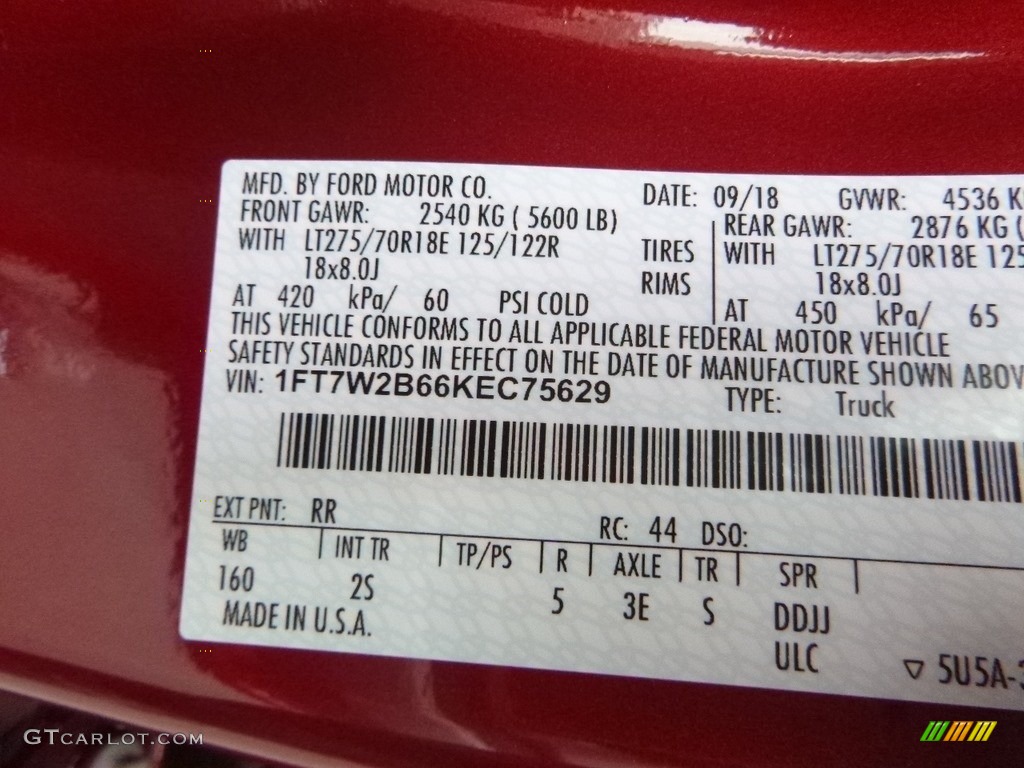 MFD. BY FORD MOTOR CO. DATE: 09/18 GVWR: 4536 K
FRONT GAWR: 2540 KG ( 5600 LB) REAR GAWR: 2876 KG (
WITH LT275/70R18E 125/122R TIRES WITH LT275/70R18E 125
18x8.0J RIMS 18x8.0J
AT 420 kPa/ 60 PSI COLD AT 450 kPa/ 65
THIS VEHICLE CONFORMS TO ALL APPLICABLE FEDERAL MOTOR VEHICLE
SAFETY STANDARDS IN EFFECT ON THE DATE OF MANUFACTURE SHOWN ABOV
VIN: 1FT7W2B66KEC75629 TYPE: Truck
EXT PNT: RR RC: 44 DSO:
WB INT TR TP/PS R AXLE TR SPR
160 2S 5 3E S DDJJ
MADE IN U.S.A. ULC
5U5A-
GTCARLOT.COM